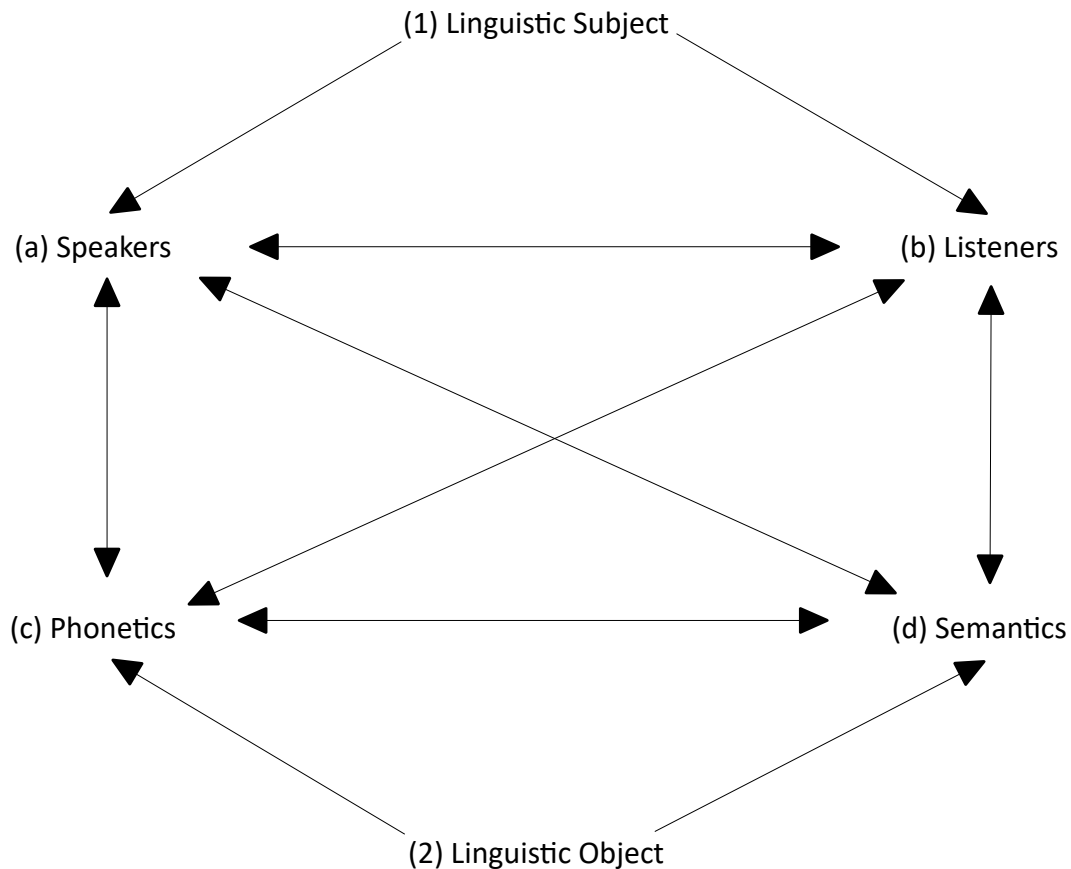 (1) Linguistic Subject
(a) Speakers
(b) Listeners
(c) Phonetics
(d) Semantics
(2) Linguistic Object